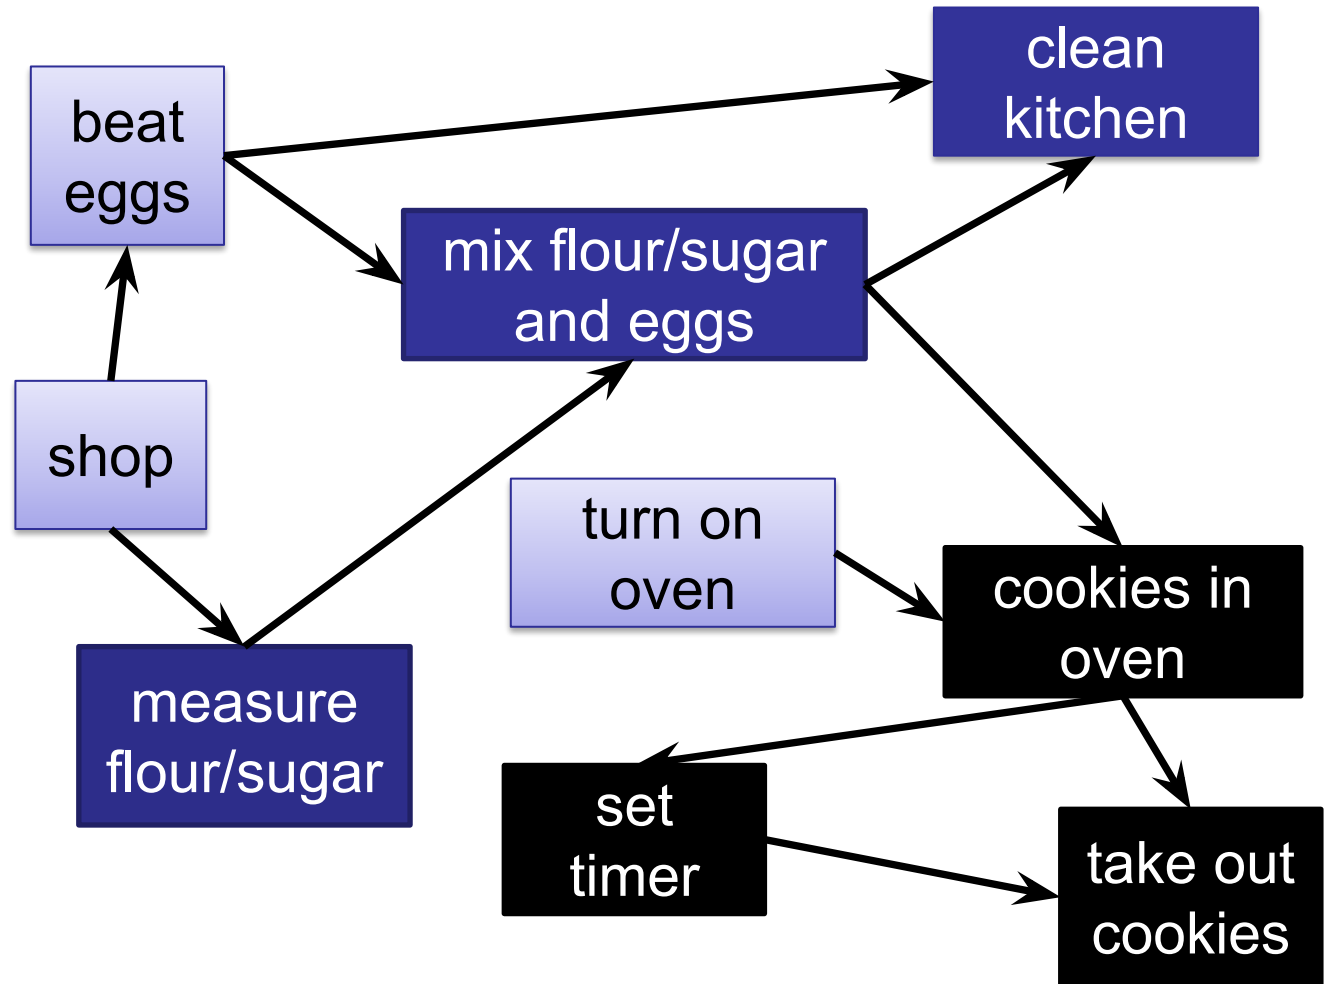 clean
kitchen
beat
eggs
mix flour/sugar
and eggs
shop
turn on
oven
cookies in
oven
measure
flour/sugar
set
timer
take out
cookies